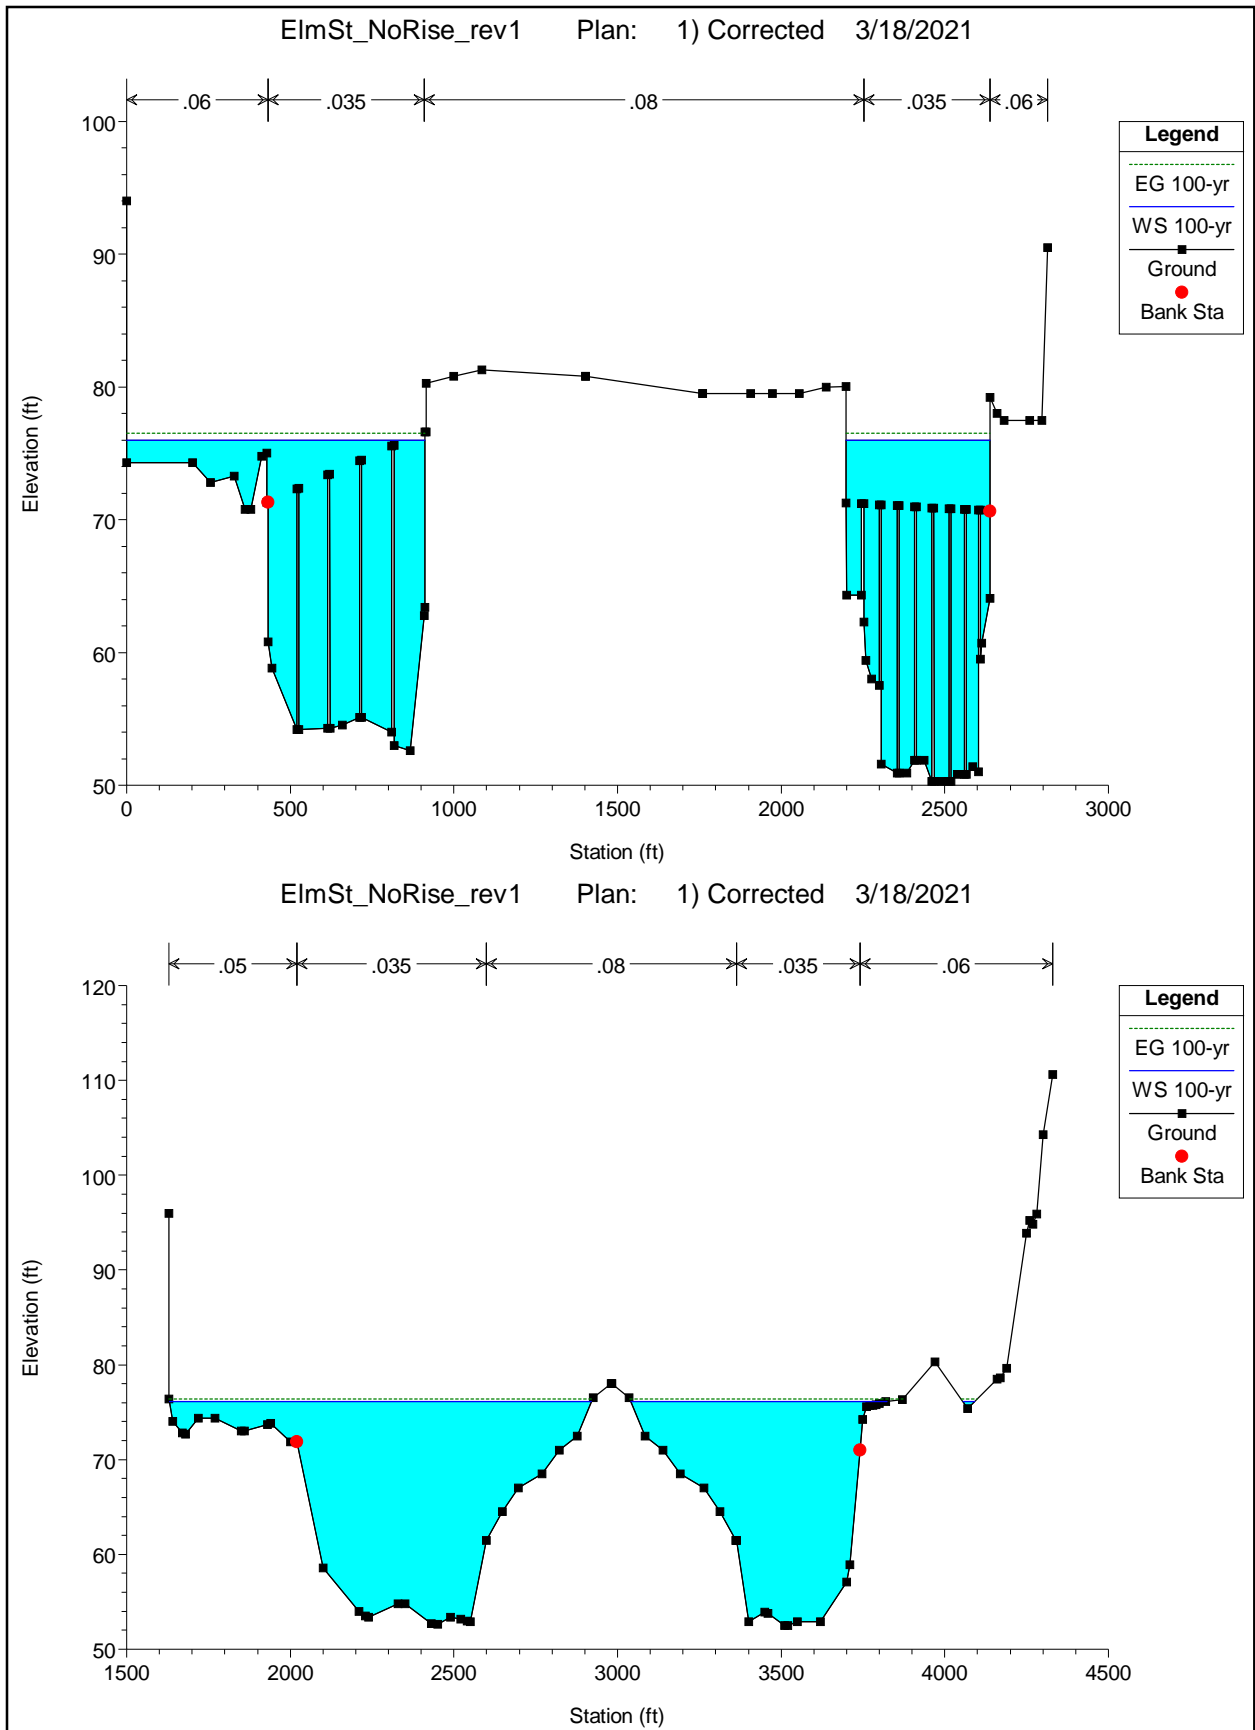 ElmSt_NoRise_rev1 Plan: 1) Corrected 3/18/2021
.06 .035 .08 .035 .06
Legend
EG 100-yr
WS 100-yr
Ground
Bank Sta
100
90
80
70
60
50
Elevation (ft)
0 500 1000 1500 2000 2500 3000
Station (ft)
ElmSt_NoRise_rev1 Plan: 1) Corrected 3/18/2021
.05 .035 .08 .035 .06
Legend
EG 100-yr
WS 100-yr
Ground
Bank Sta
120
110
100
90
80
70
60
50
Elevation (ft)
1500 2000 2500 3000 3500 4000 4500
Station (ft)